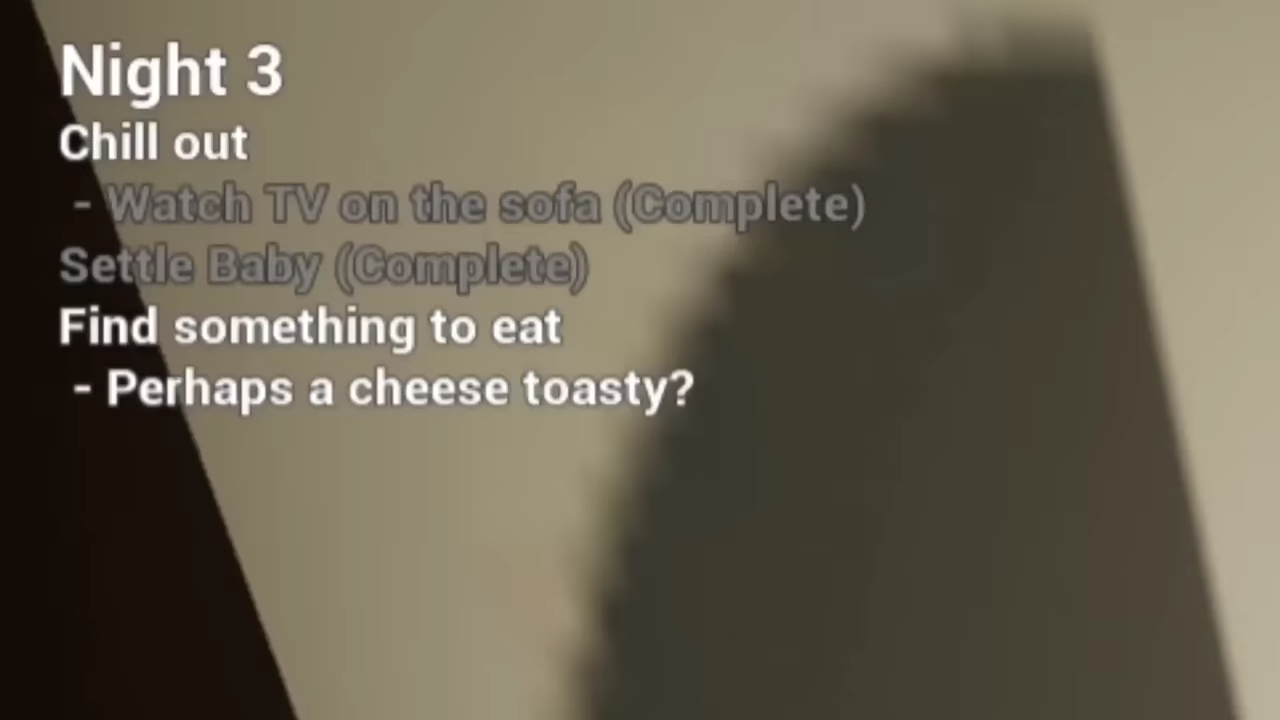 Night 3
Chill out
- Watch TV on the sofa (Complete)
Settle Baby (Complete)
Find something to eat
- Perhaps a cheese toasty?